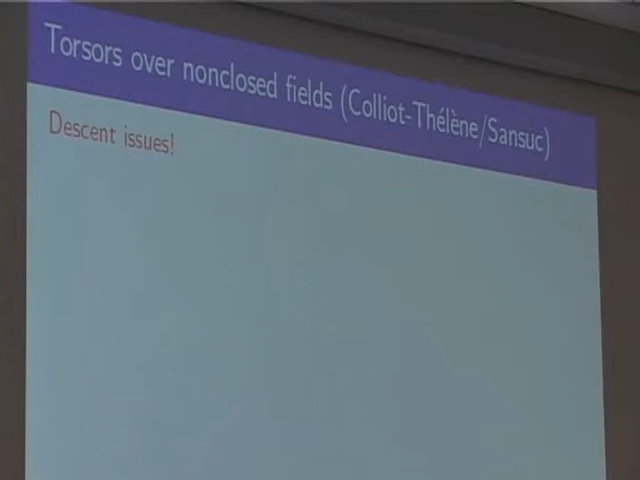 Torsors over nonclosed fields (Colliot-Thélène/Sansuc)
Descent issues!